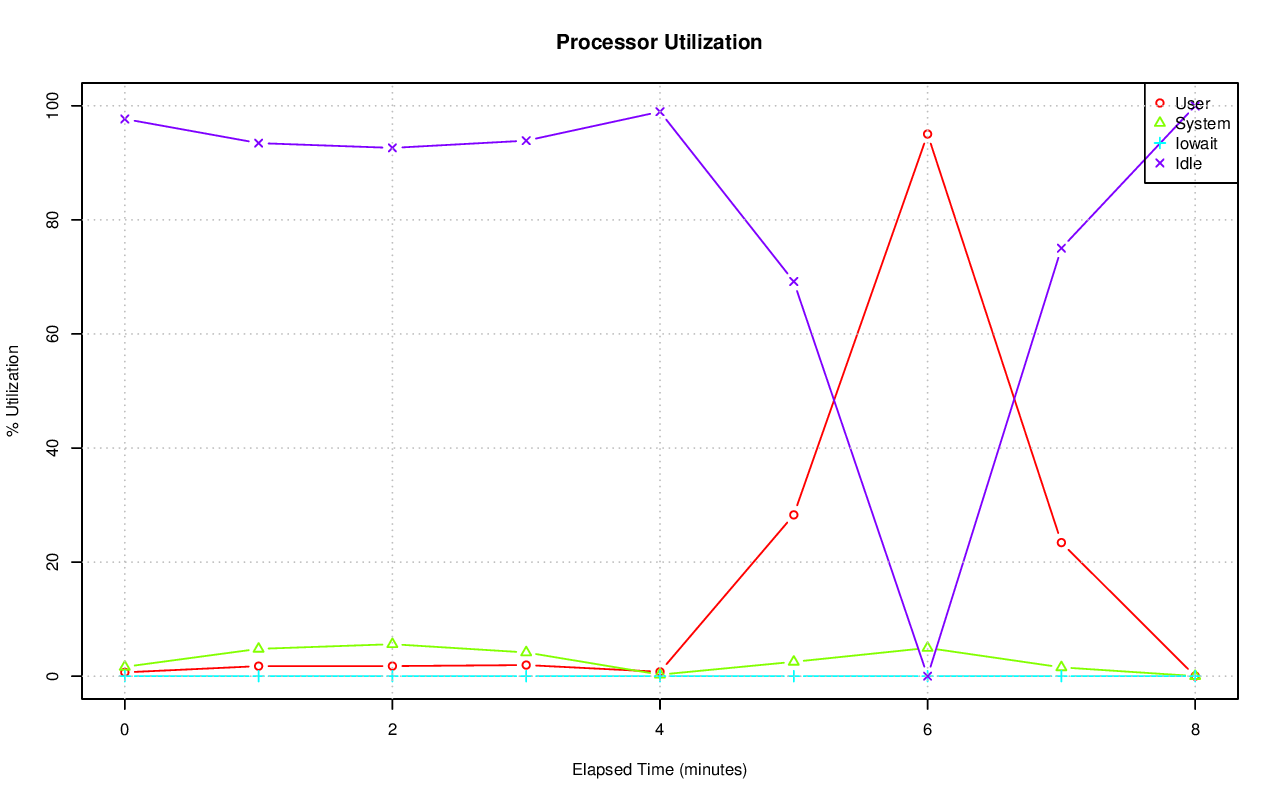 Processor Utilization
% Utilization
100
80
60
40
20
0
User
System
Iowait
Idle
0 2 4 6 8
Elapsed Time (minutes)